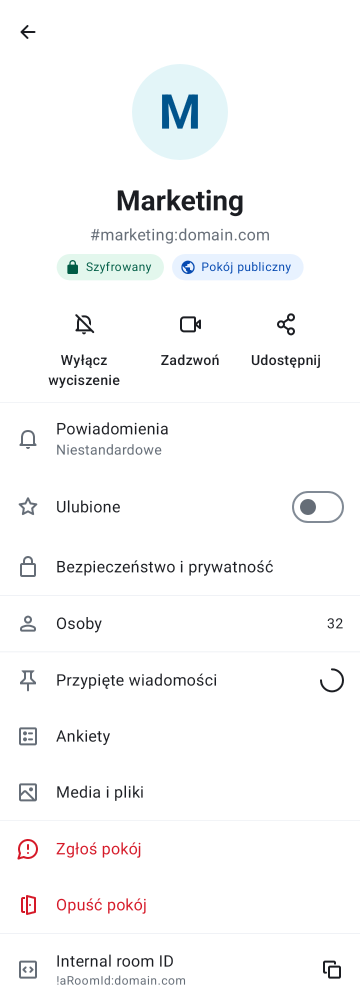 M
Marketing
#marketing:domain.com
Szyfrowany
Pokój publiczny
Wyłącz
wyciszenie
Zadzwoń
Udostępnij
Powiadomienia
Niestandardowe
Ulubione
Bezpieczeństwo i prywatność
Osoby 32
Przypięte wiadomości
Ankiety
Media i pliki
Zgłoś pokój
Opuść pokój
Internal room ID
!aRoomId:domain.com